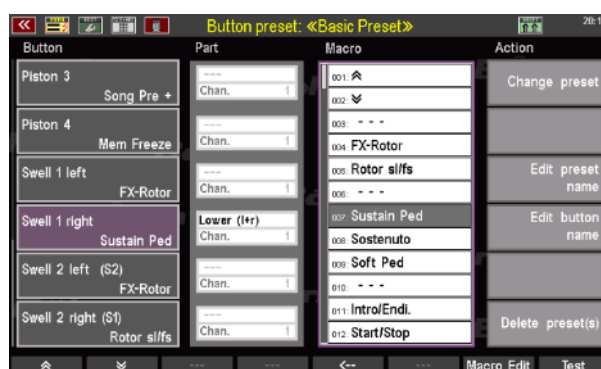 Button preset: «Basic Preset»
20:1
Button
Part
Macro
Action
Piston 3
Song Pre +
---
Chan. 1
Piston 4
Mem Freeze
---
Chan. 1
Swell 1 left
FX-Rotor
---
Chan. 1
Swell 1 right
Sustain Ped
Lower (l+r)
Chan. 1
Swell 2 left (S2)
FX-Rotor
---
Chan. 1
Swell 2 right (S1)
Rotor sl/fs
---
Chan. 1
001:
002:
003: - - -
004: FX-Rotor
005: Rotor sl/fs
006: - - -
007: Sustain Ped
008: Sostenuto
009: Soft Ped
010: - - -
011: Intro/Endi.
012: Start/Stop
Change preset
Edit preset
name
Edit button
name
Delete preset(s)
--- --- <-- --- Macro Edit Test